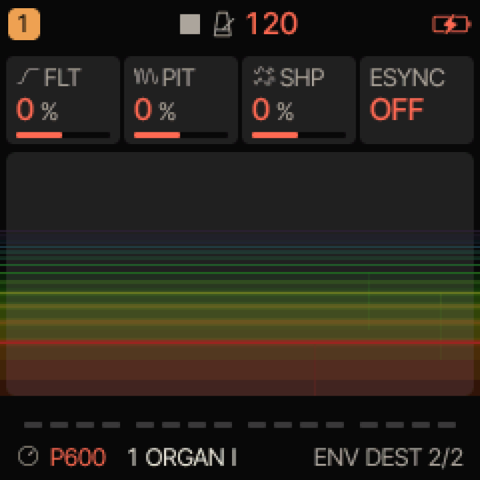 1 120
FLT PIT SHP ESYNC
0 % 0 % 0 % OFF
P600 1 ORGAN I ENV DEST 2/2